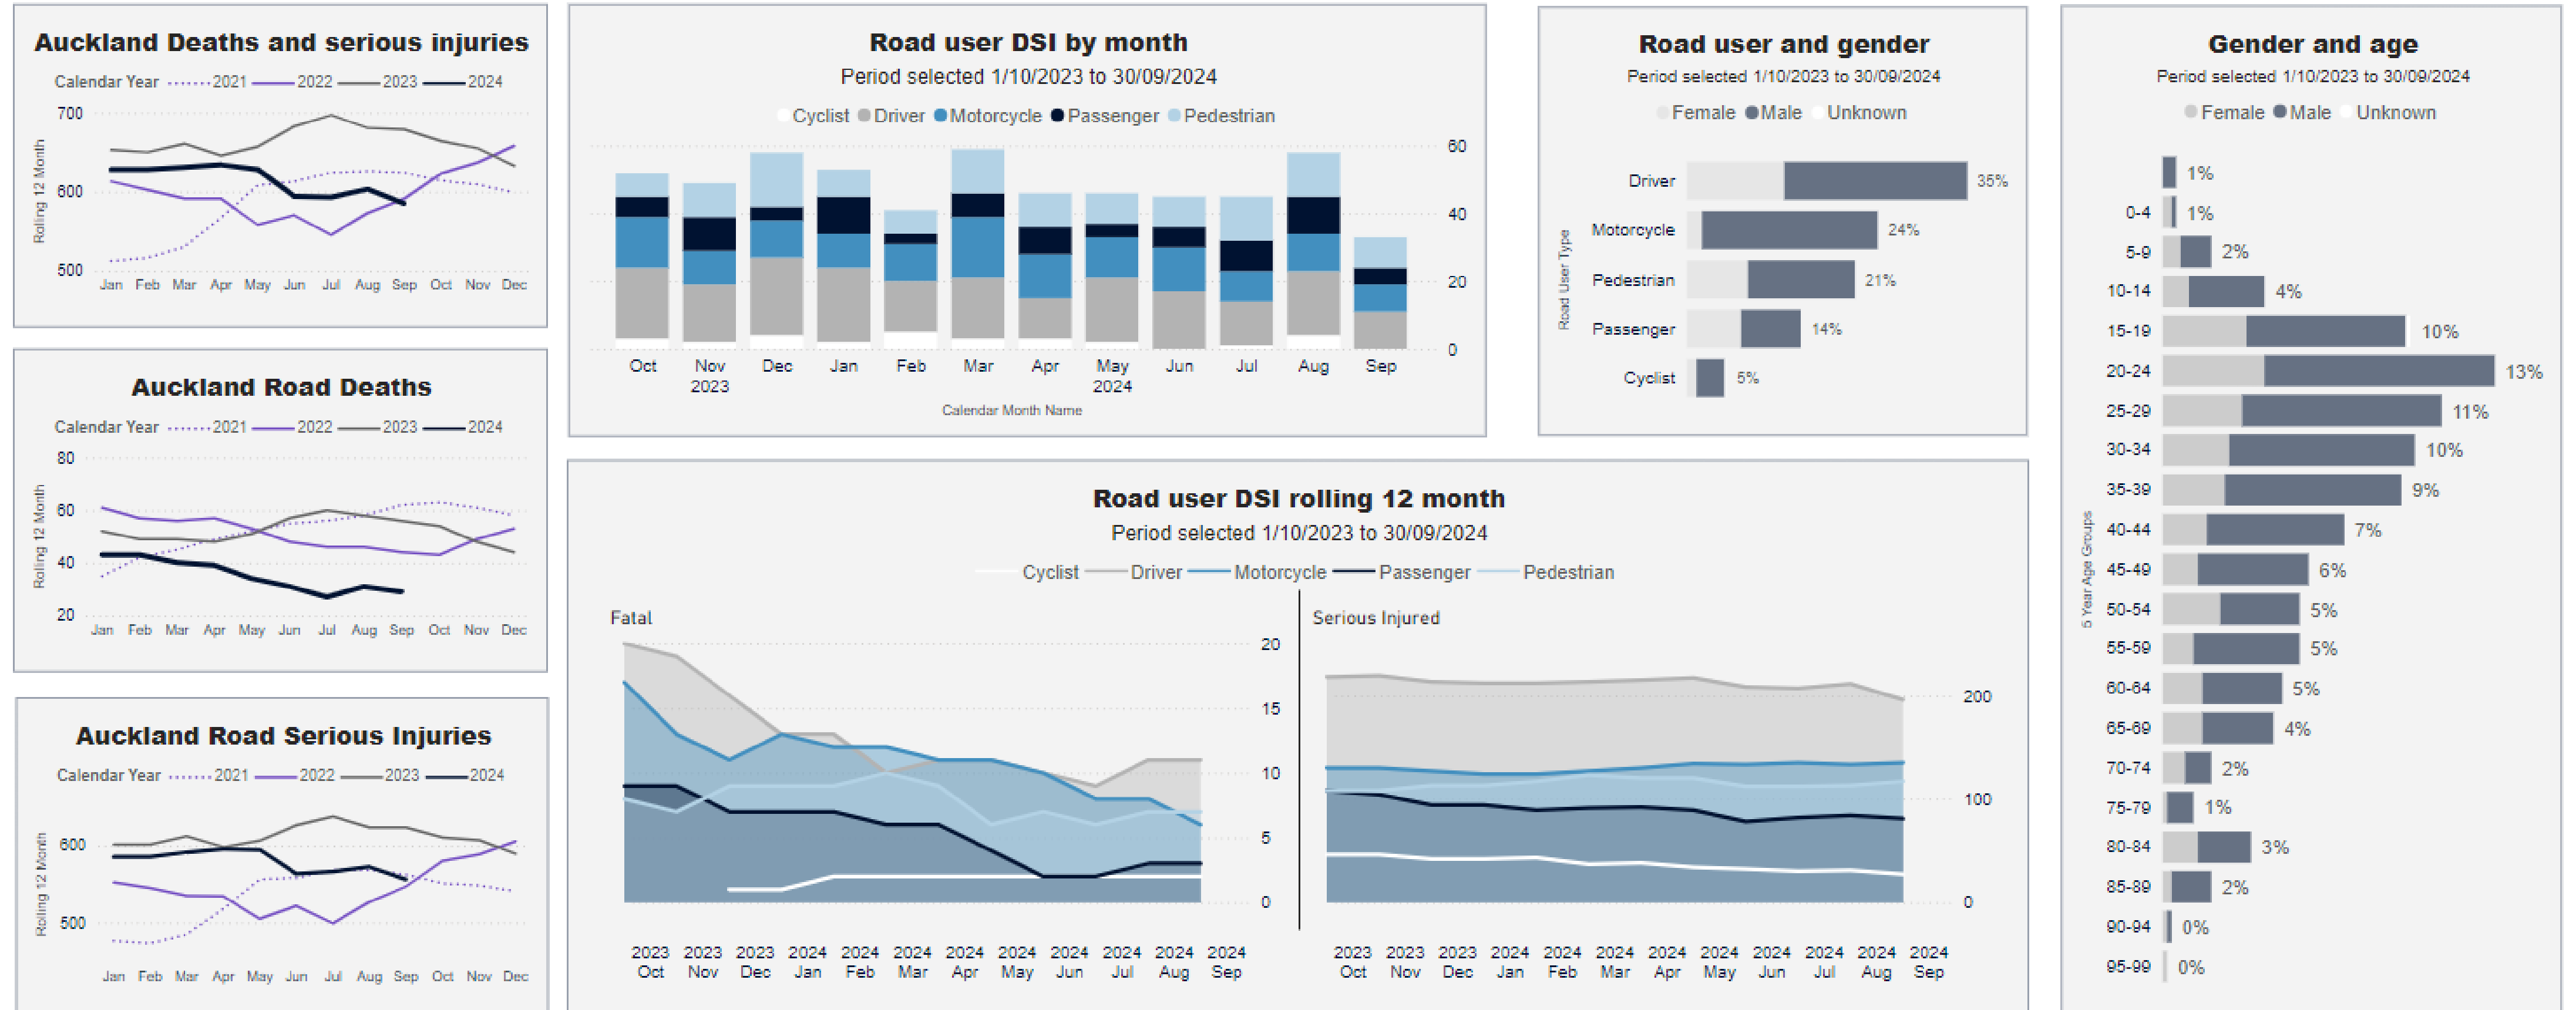 Auckland Deaths and serious injuries
Calendar Year 2021 2022 2023 2024
Rolling 12 Month
700
600
500
Jan Feb Mar Apr May Jun Jul Aug Sep Oct Nov Dec
Auckland Road Deaths
Calendar Year 2021 2022 2023 2024
Rolling 12 Month
80
60
40
20
Jan Feb Mar Apr May Jun Jul Aug Sep Oct Nov Dec
Auckland Road Serious Injuries
Calendar Year 2021 2022 2023 2024
Rolling 12 Month
600
500
Jan Feb Mar Apr May Jun Jul Aug Sep Oct Nov Dec
Road user DSI by month
Period selected 1/10/2023 to 30/09/2024
Cyclist Driver Motorcycle Passenger Pedestrian
60
40
20
0
Oct Nov Dec Jan Feb Mar Apr May Jun Jul Aug Sep
2023 2024
Calendar Month Name
Road user and gender
Period selected 1/10/2023 to 30/09/2024
Female Male Unknown
Road User Type
Driver 35%
Motorcycle 24%
Pedestrian 21%
Passenger 14%
Cyclist 5%
Road user DSI rolling 12 month
Period selected 1/10/2023 to 30/09/2024
Cyclist Driver Motorcycle Passenger Pedestrian
Fatal
20
15
10
5
0
2023 2023 2023 2024 2024 2024 2024 2024 2024 2024 2024 2024
Oct Nov Dec Jan Feb Mar Apr May Jun Jul Aug Sep
Serious Injured
200
100
0
2023 2023 2023 2024 2024 2024 2024 2024 2024 2024 2024 2024
Oct Nov Dec Jan Feb Mar Apr May Jun Jul Aug Sep
Gender and age
Period selected 1/10/2023 to 30/09/2024
Female Male Unknown
5 Year Age Groups
1%
0-4 1%
5-9 2%
10-14 4%
15-19 10%
20-24 13%
25-29 11%
30-34 10%
35-39 9%
40-44 7%
45-49 6%
50-54 5%
55-59 5%
60-64 5%
65-69 4%
70-74 2%
75-79 1%
80-84 3%
85-89 2%
90-94 0%
95-99 0%